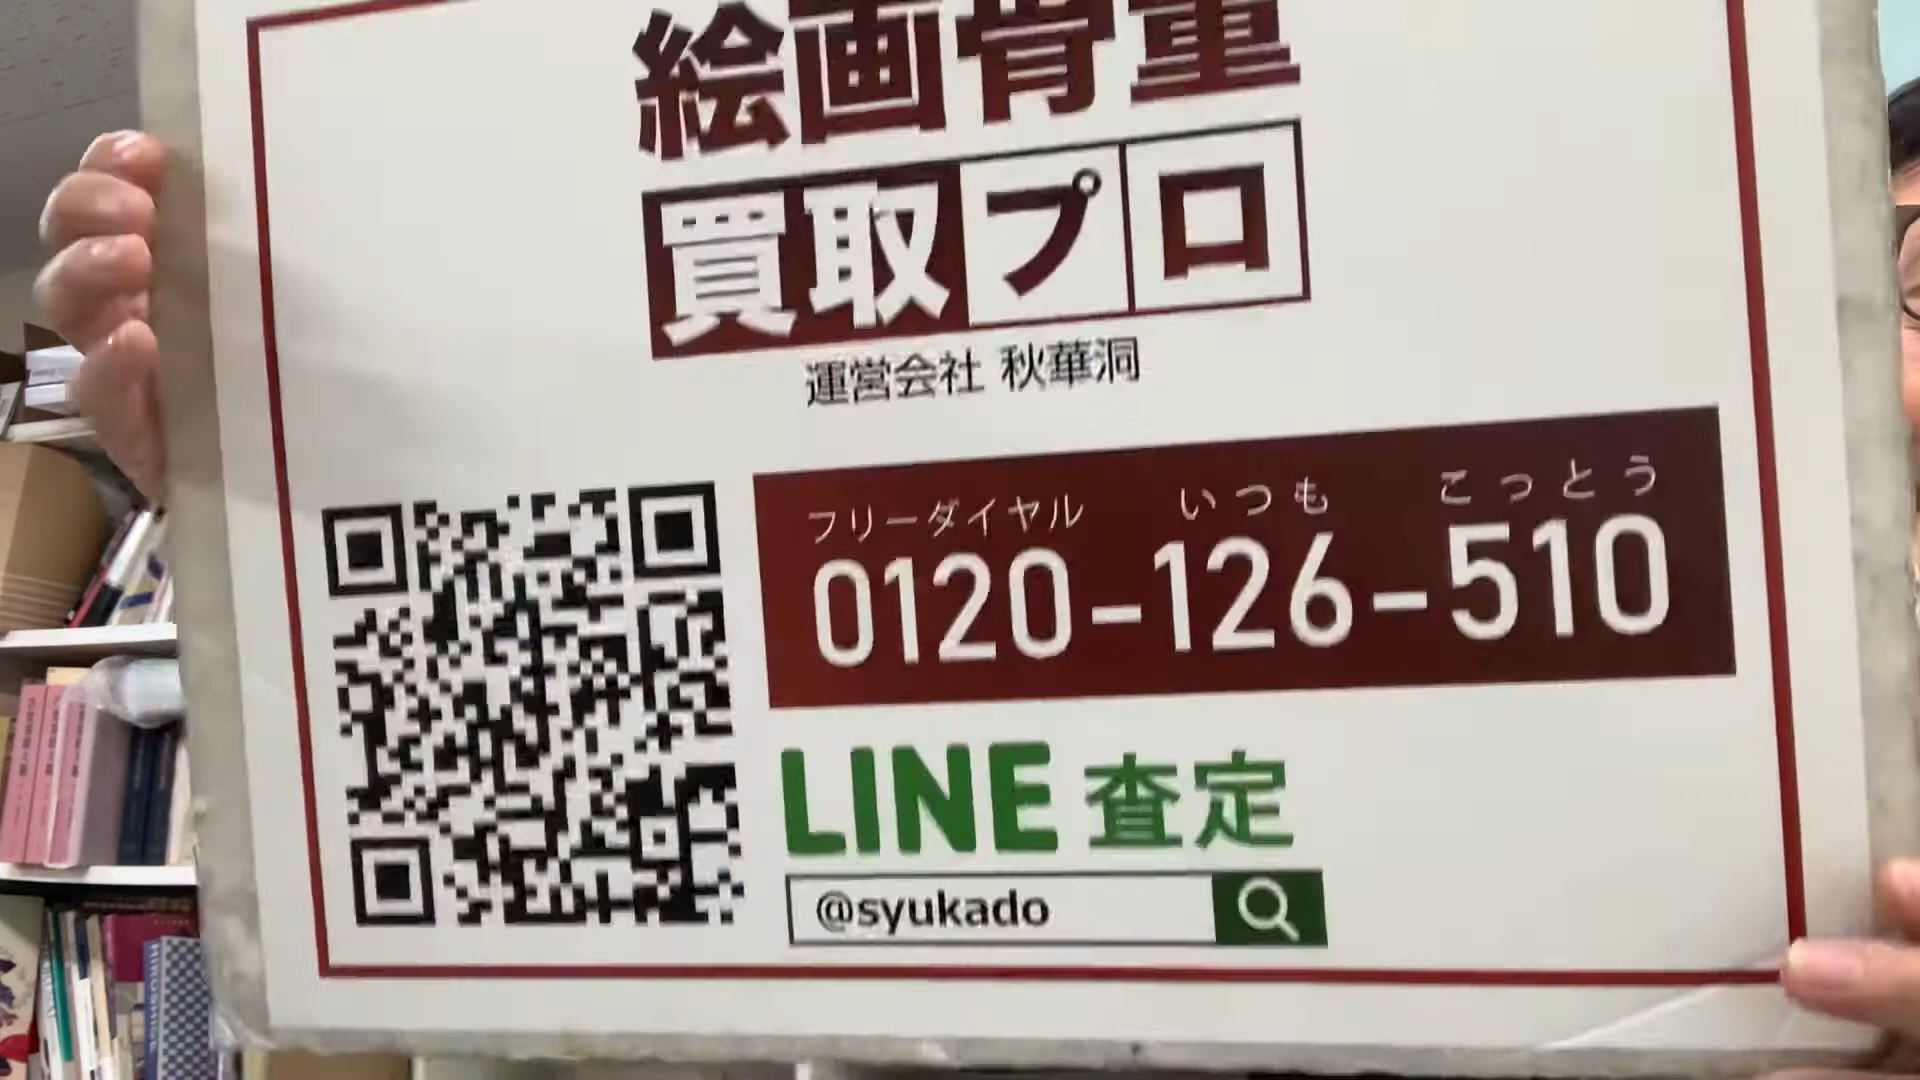 絵画骨董
買取プロ
運営会社 秋華洞
フリーダイヤル いつも こっとう
0120-126-510
LINE 査定
@syukado
HIROSHIGE